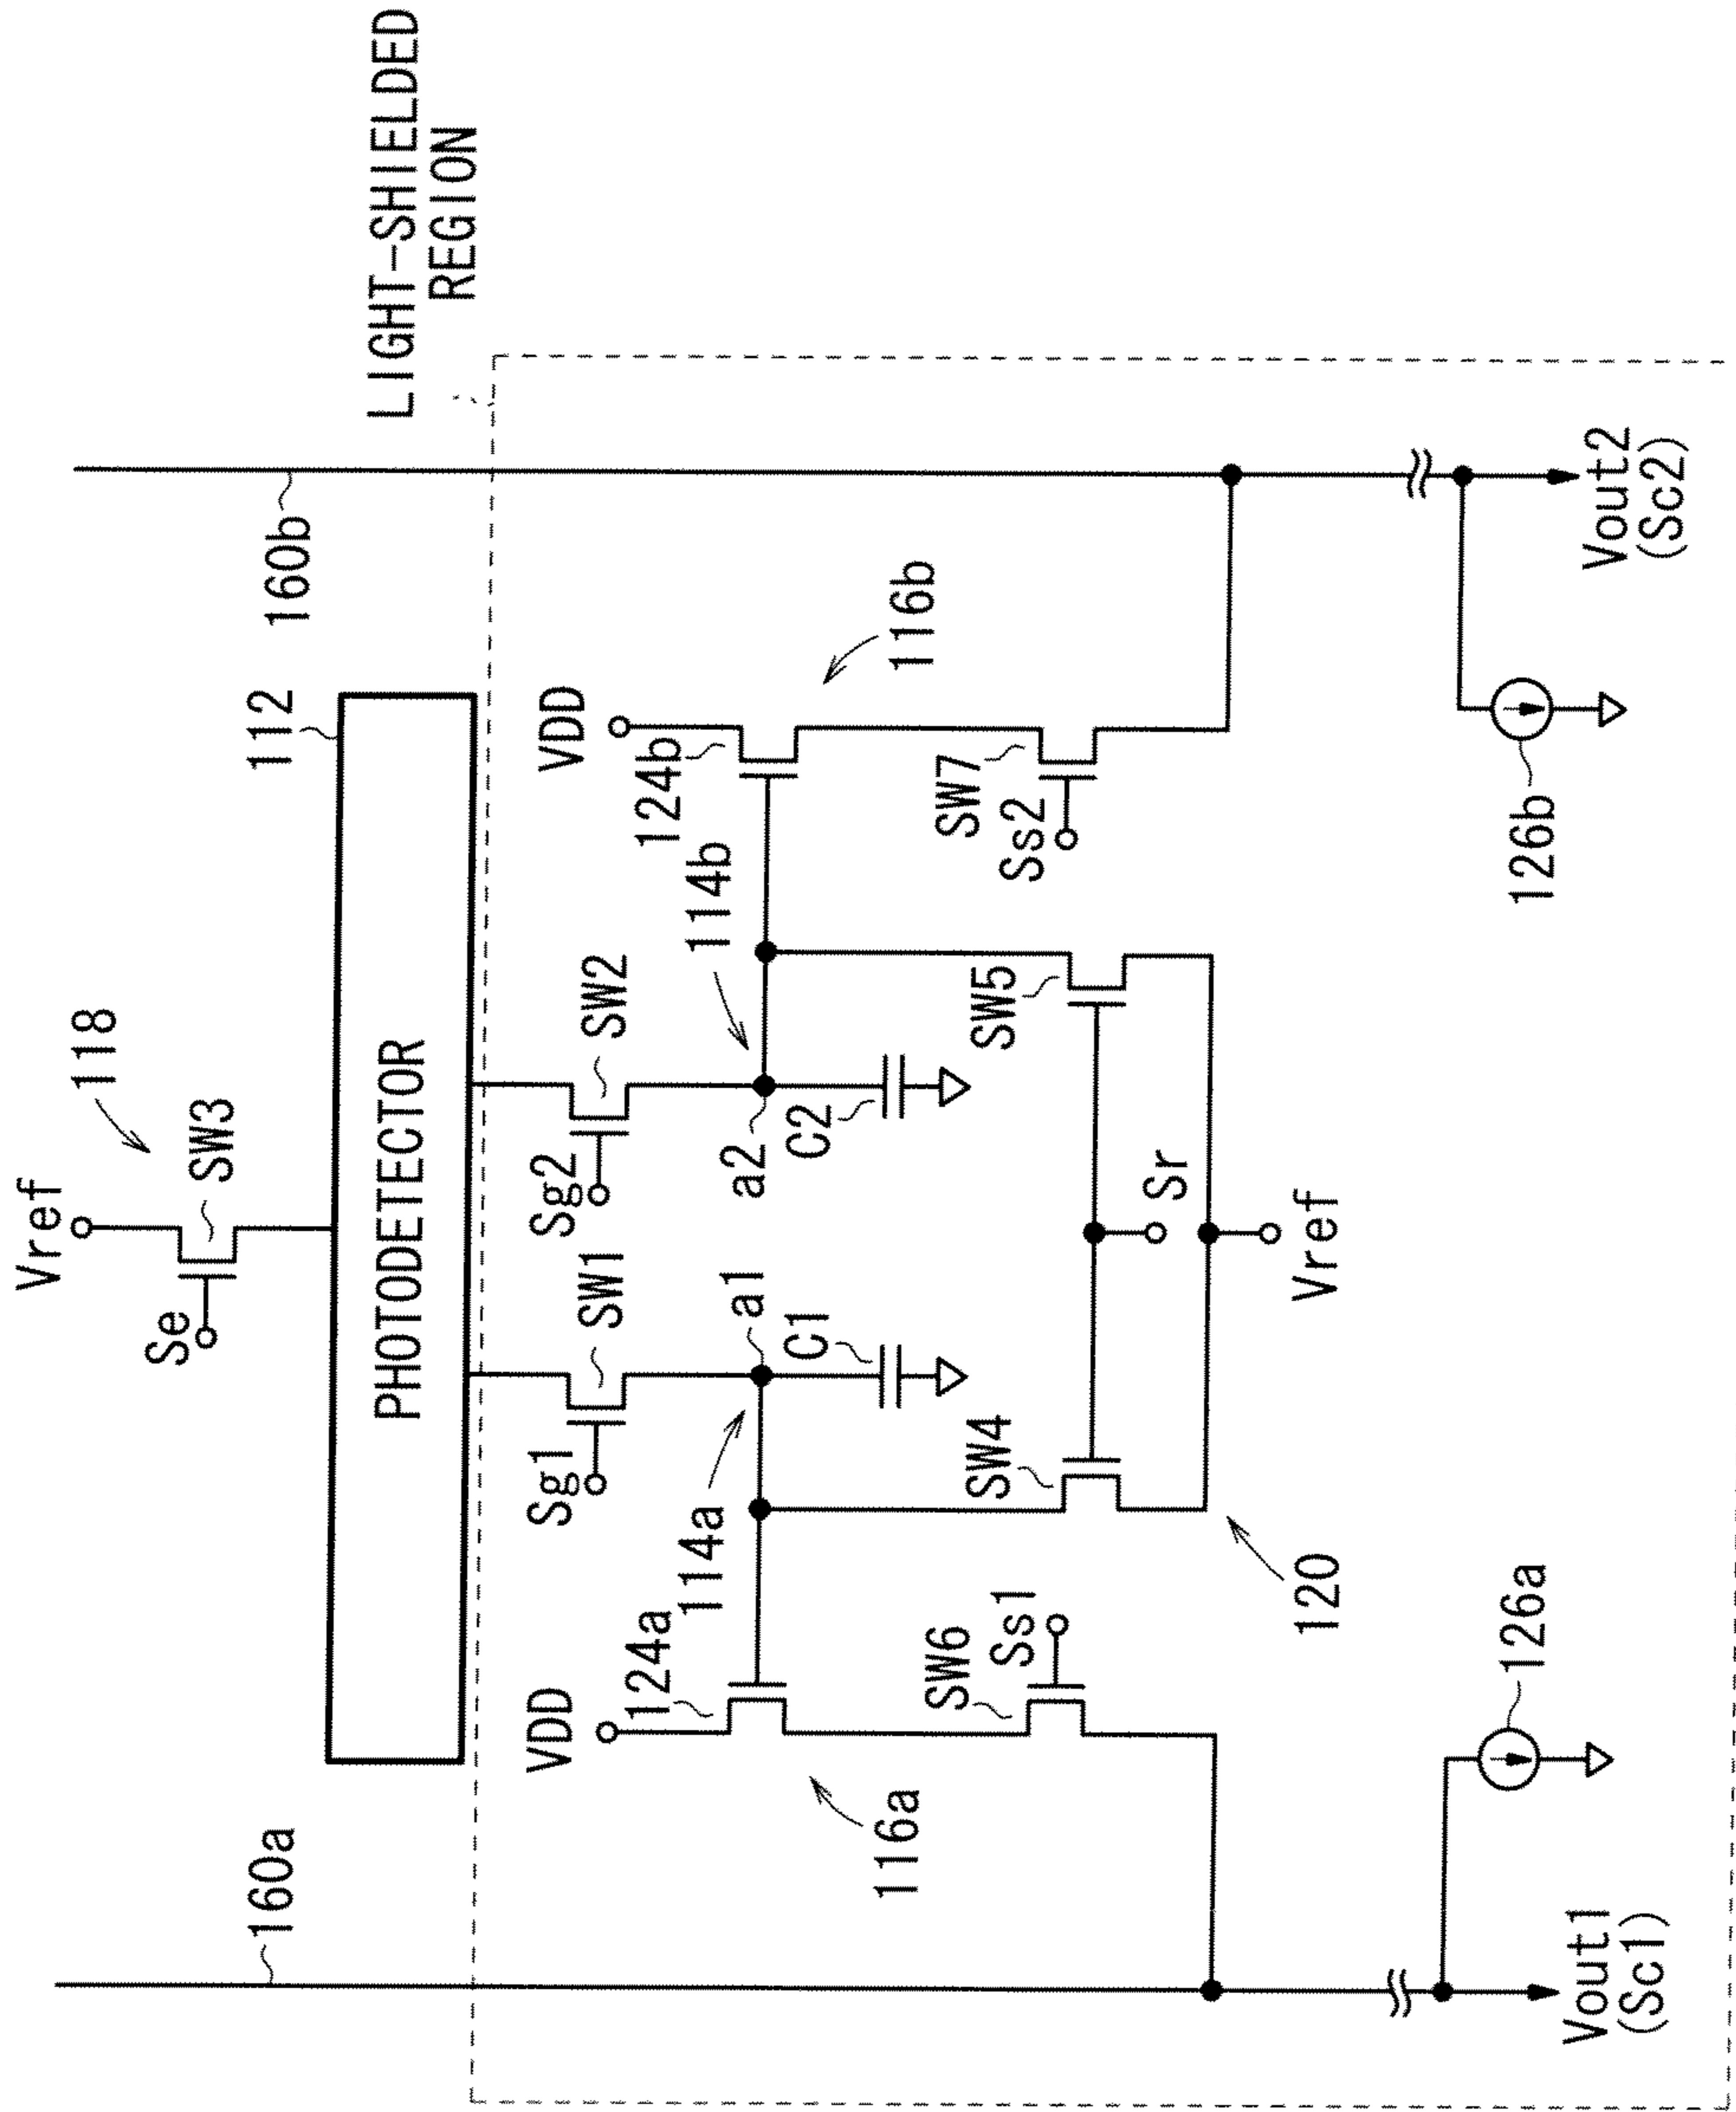 Vref
118
Se
SW3
160a
112
160b
LIGHT-SHIELDED
REGION
PHOTODETECTOR
VDD
Sg1
SW1
Sg2
SW2
VDD
124a
114a
a1
a2
114b
124b
C1
C2
116a
116b
SW6
SW4
SW5
SW7
Ss1
Ss2
Sr
120
Vref
126a
126b
Vout1
(Sc1)
Vout2
(Sc2)